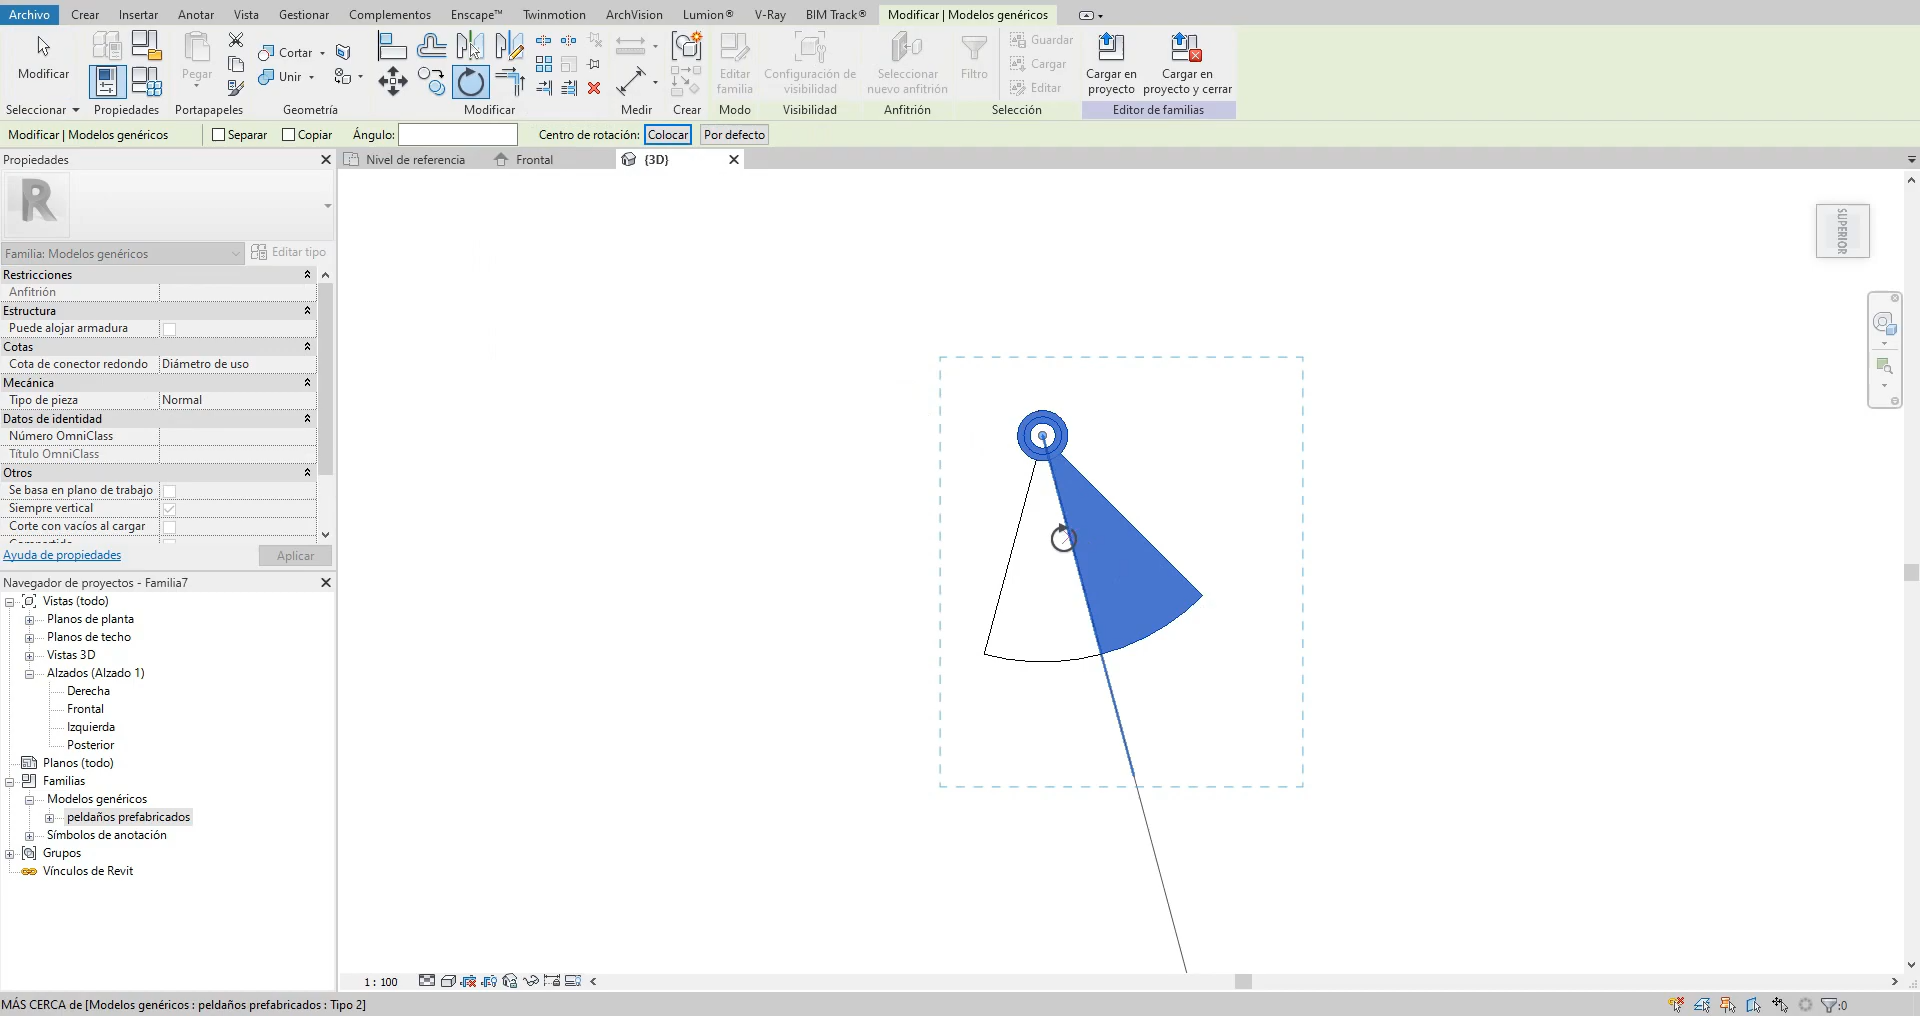 Archivo Crear Insertar Anotar Vista Gestionar Complementos Enscape™ Twinmotion ArchVision Lumion® V-Ray BIM Track® Modificar | Modelos genéricos
Modificar
Pegar
Cortar
Unir
Editar familia
Configuración de visibilidad
Seleccionar nuevo anfitrión
Filtro
Guardar
Cargar
Editar
Cargar en proyecto
Cargar en proyecto y cerrar
Seleccionar Propiedades Portapapeles Geometría Modificar Medir Crear Modo Visibilidad Anfitrión Selección Editor de familias
Modificar | Modelos genéricos Separar Copiar Ángulo: Centro de rotación: Colocar Por defecto
Propiedades
Nivel de referencia Frontal {3D}
R
Familia: Modelos genéricos Editar tipo
Restricciones
Anfitrión
Estructura
Puede alojar armadura
Cotas
Cota de conector redondo Diámetro de uso
Mecánica
Tipo de pieza Normal
Datos de identidad
Número OmniClass
Título OmniClass
Otros
Se basa en plano de trabajo
Siempre vertical
Corte con vacíos al cargar
Ayuda de propiedades Aplicar
SUPERIOR
Navegador de proyectos - Familia7
Vistas (todo)
Planos de planta
Planos de techo
Vistas 3D
Alzados (Alzado 1)
Derecha
Frontal
Izquierda
Posterior
Planos (todo)
Familias
Modelos genéricos
peldaños prefabricados
Símbolos de anotación
Grupos
Vínculos de Revit
1 : 100
MÁS CERCA de [Modelos genéricos : peldaños prefabricados : Tipo 2]
:0